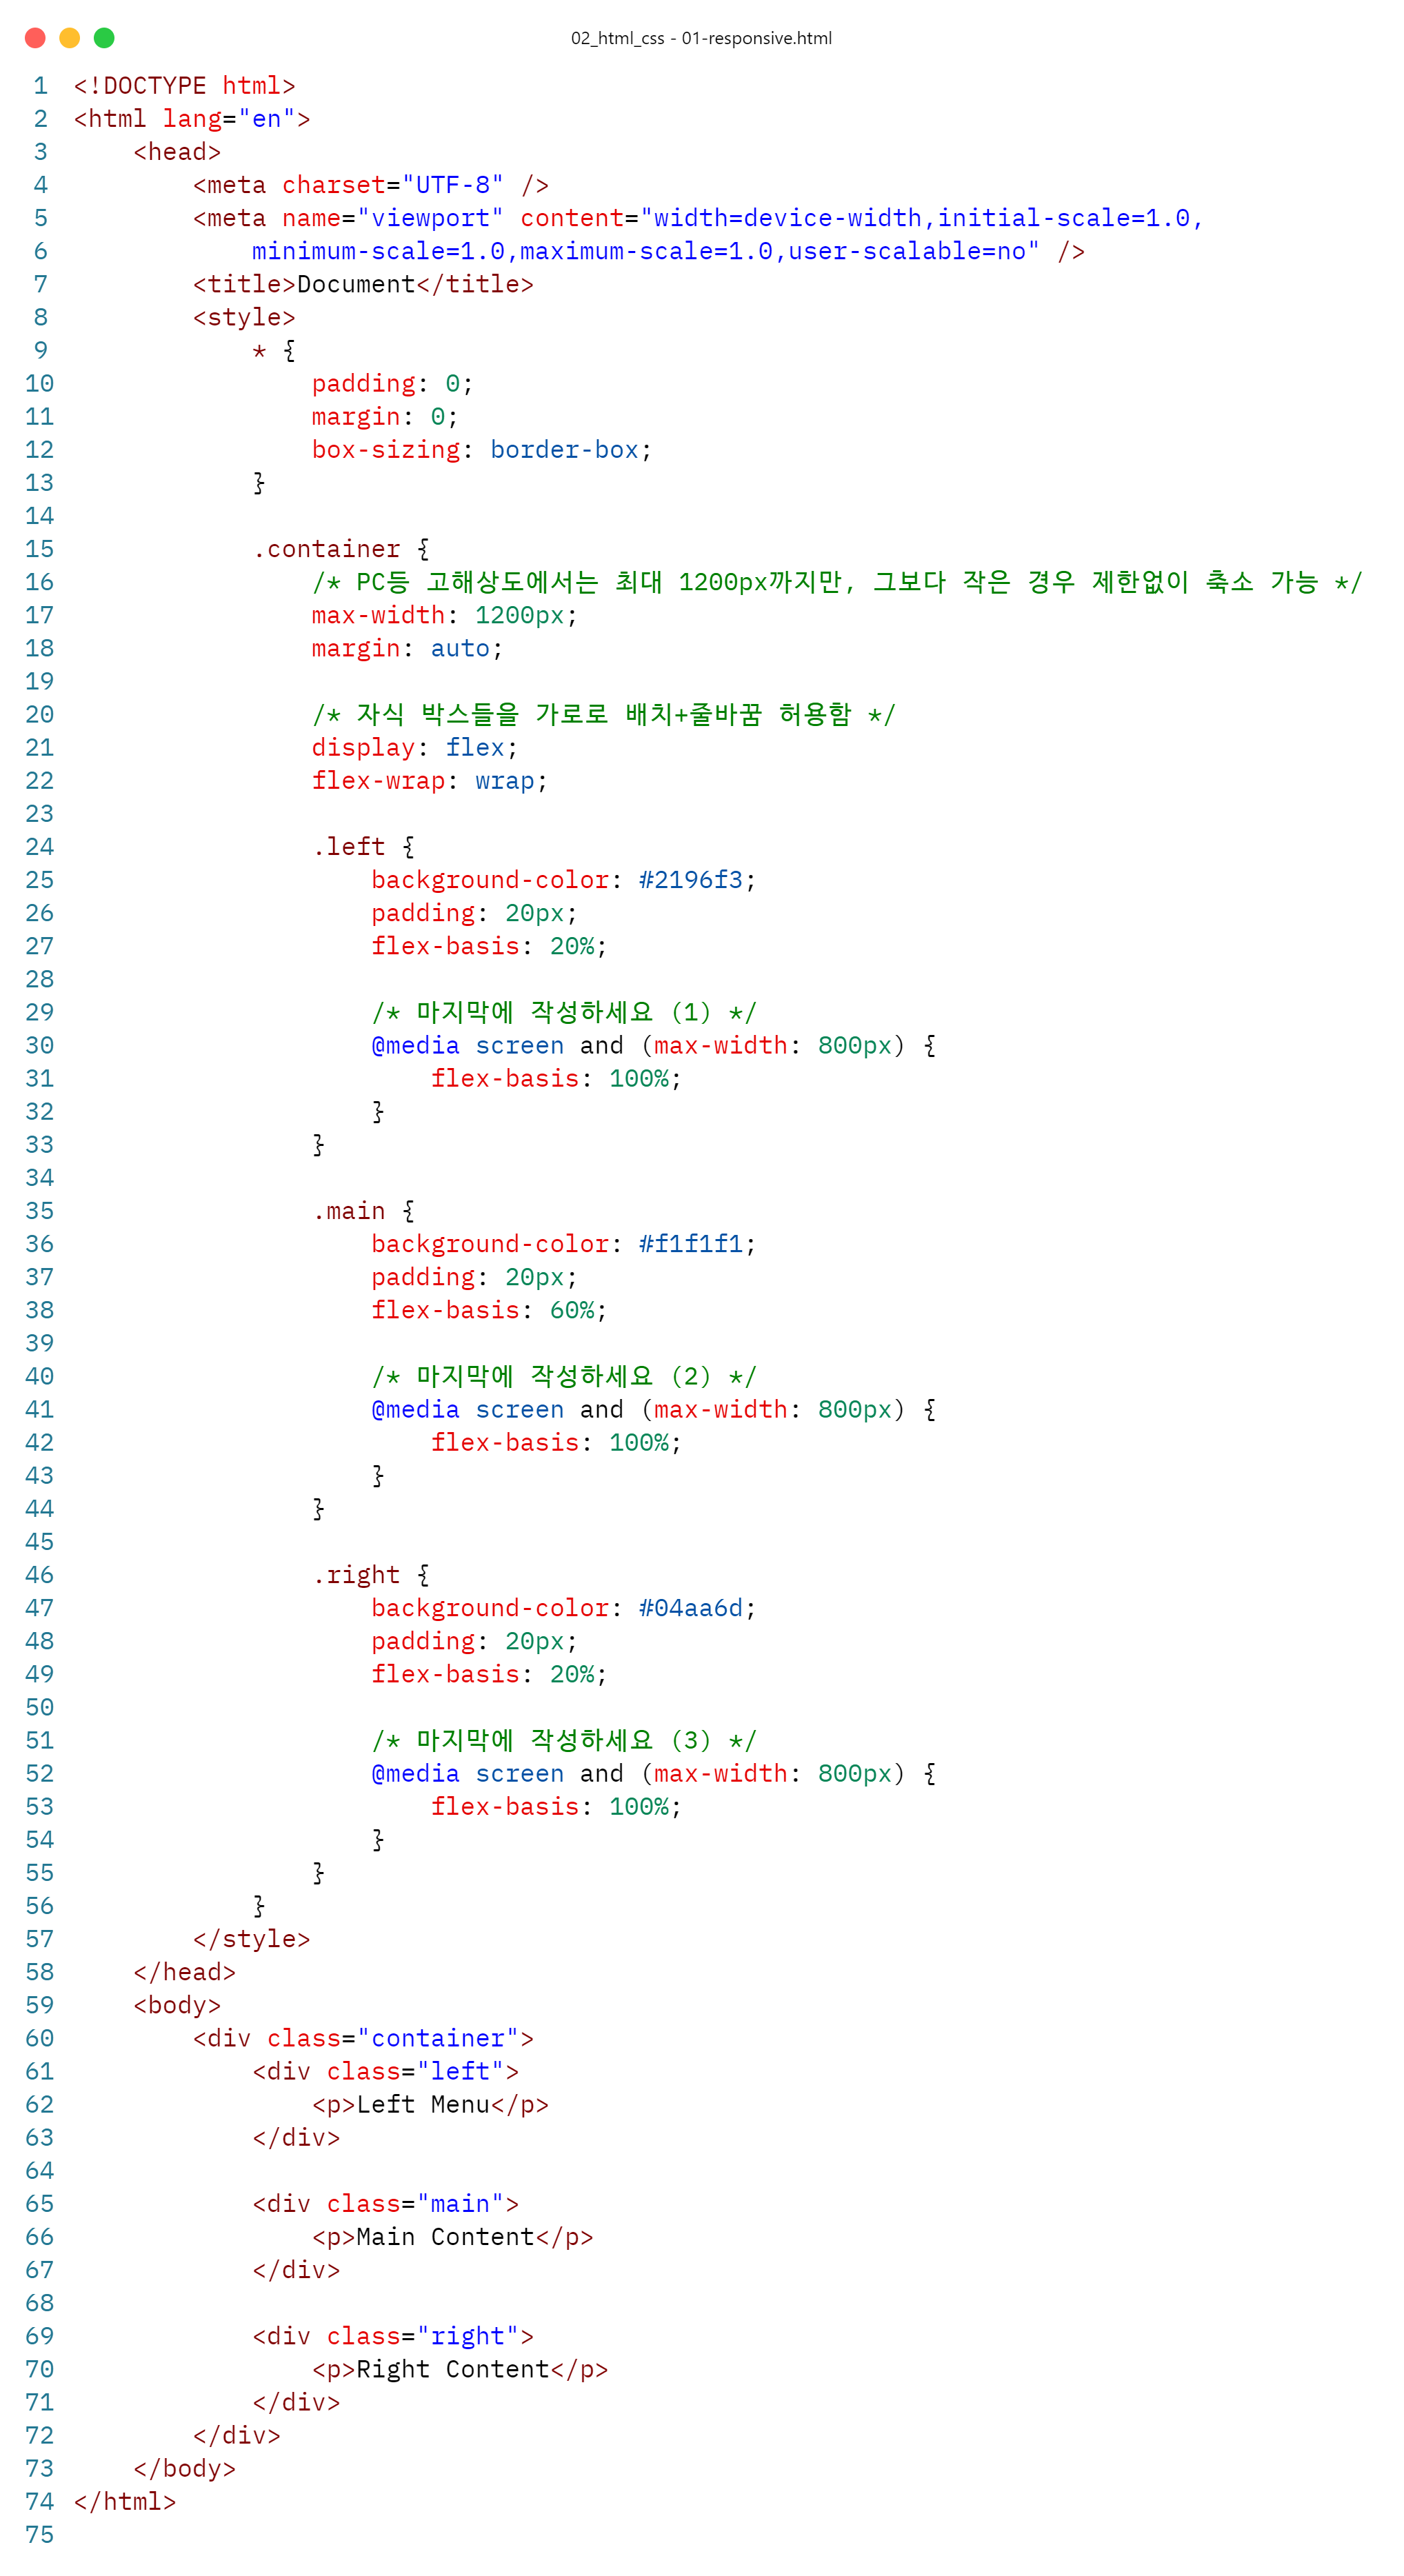 02_html_css - 01-responsive.html
1 <!DOCTYPE html>
2 <html lang="en">
3     <head>
4         <meta charset="UTF-8" />
5         <meta name="viewport" content="width=device-width,initial-scale=1.0,
6             minimum-scale=1.0,maximum-scale=1.0,user-scalable=no" />
7         <title>Document</title>
8         <style>
9             * {
10                 padding: 0;
11                 margin: 0;
12                 box-sizing: border-box;
13             }
14
15             .container {
16                 /* PC등 고해상도에서는 최대 1200px까지만, 그보다 작은 경우 제한없이 축소 가능 */
17                 max-width: 1200px;
18                 margin: auto;
19
20                 /* 자식 박스들을 가로로 배치+줄바꿈 허용함 */
21                 display: flex;
22                 flex-wrap: wrap;
23
24                 .left {
25                     background-color: #2196f3;
26                     padding: 20px;
27                     flex-basis: 20%;
28
29                     /* 마지막에 작성하세요 (1) */
30                     @media screen and (max-width: 800px) {
31                         flex-basis: 100%;
32                     }
33                 }
34
35                 .main {
36                     background-color: #f1f1f1;
37                     padding: 20px;
38                     flex-basis: 60%;
39
40                     /* 마지막에 작성하세요 (2) */
41                     @media screen and (max-width: 800px) {
42                         flex-basis: 100%;
43                     }
44                 }
45
46                 .right {
47                     background-color: #04aa6d;
48                     padding: 20px;
49                     flex-basis: 20%;
50
51                     /* 마지막에 작성하세요 (3) */
52                     @media screen and (max-width: 800px) {
53                         flex-basis: 100%;
54                     }
55                 }
56             }
57         </style>
58     </head>
59     <body>
60         <div class="container">
61             <div class="left">
62                 <p>Left Menu</p>
63             </div>
64
65             <div class="main">
66                 <p>Main Content</p>
67             </div>
68
69             <div class="right">
70                 <p>Right Content</p>
71             </div>
72         </div>
73     </body>
74 </html>
75